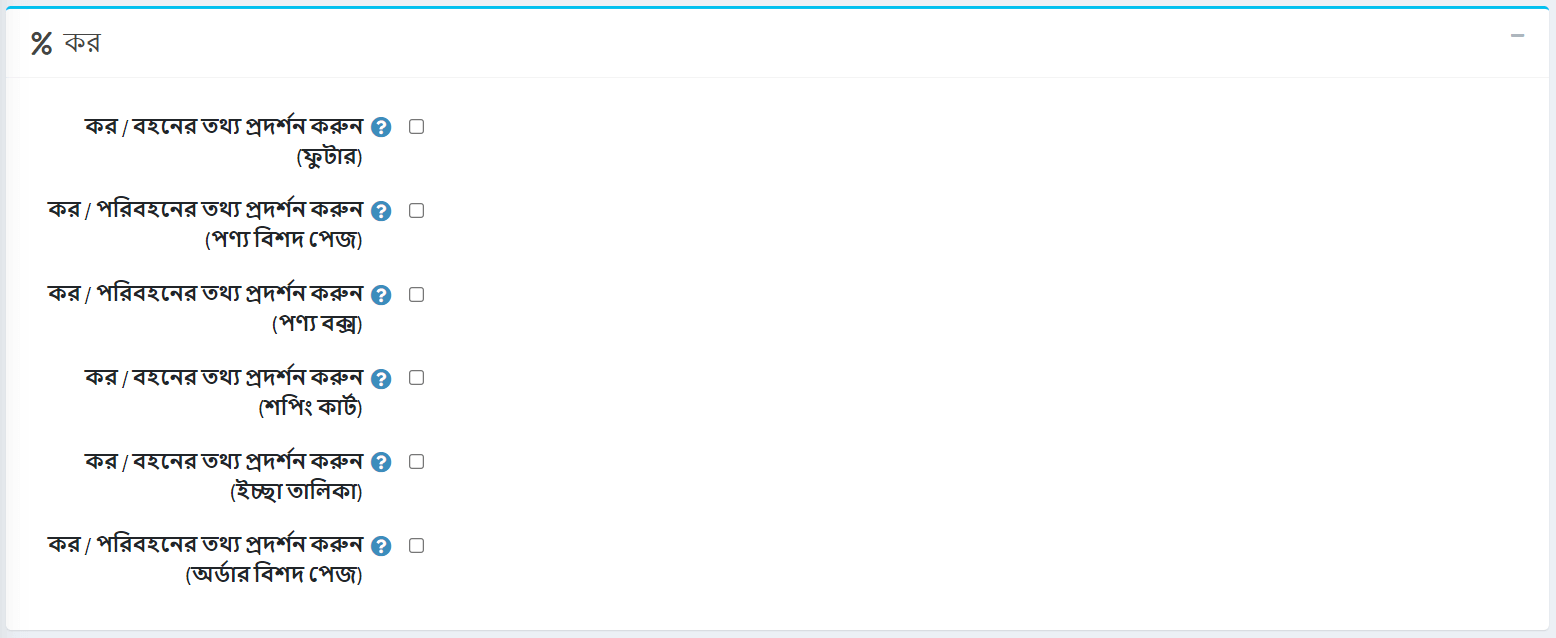 % কর
কর / বহনের তথ্য প্রদর্শন করুন
(ফুটার)
কর / পরিবহনের তথ্য প্রদর্শন করুন
(পণ্য বিশদ পেজ)
কর / পরিবহনের তথ্য প্রদর্শন করুন
(পণ্য বক্স)
কর / বহনের তথ্য প্রদর্শন করুন
(শপিং কার্ট)
কর / বহনের তথ্য প্রদর্শন করুন
(ইচ্ছা তালিকা)
কর / পরিবহনের তথ্য প্রদর্শন করুন
(অর্ডার বিশদ পেজ)